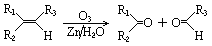 R₁ R₃ O₃ R₁ R₃
C=O + O=C
R₂ H Zn/H₂O R₂ H